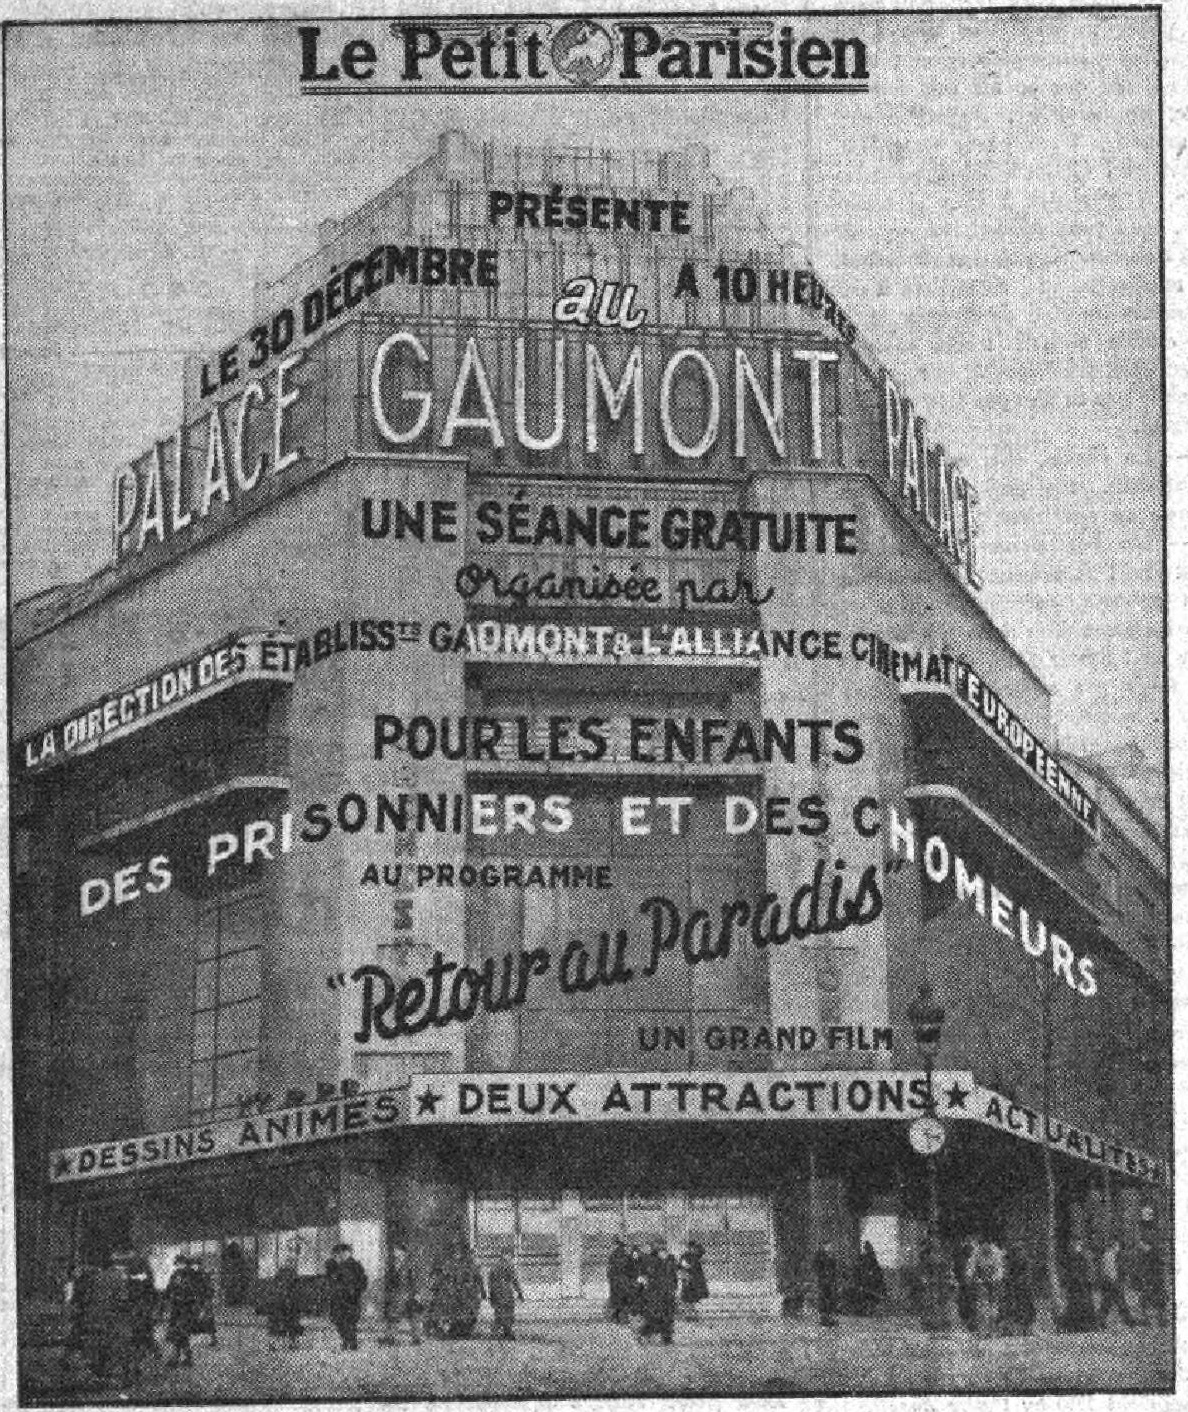 Le Petit Parisien
PRÉSENTE
LE 30 DÉCEMBRE au A 10 HEURES
PALACE GAUMONT PALACE
UNE SÉANCE GRATUITE
Organisée par
LA DIRECTION DES ÉTABLISSTS GAUMONT & L'ALLIANCE CINÉMATE EUROPÉENNE
POUR LES ENFANTS
DES PRISONNIERS ET DES CHOMEURS
AU PROGRAMME
"Retour au Paradis"
UN GRAND FILM
★ DESSINS ANIMÉS ★ DEUX ATTRACTIONS ★ ACTUALITÉS ★